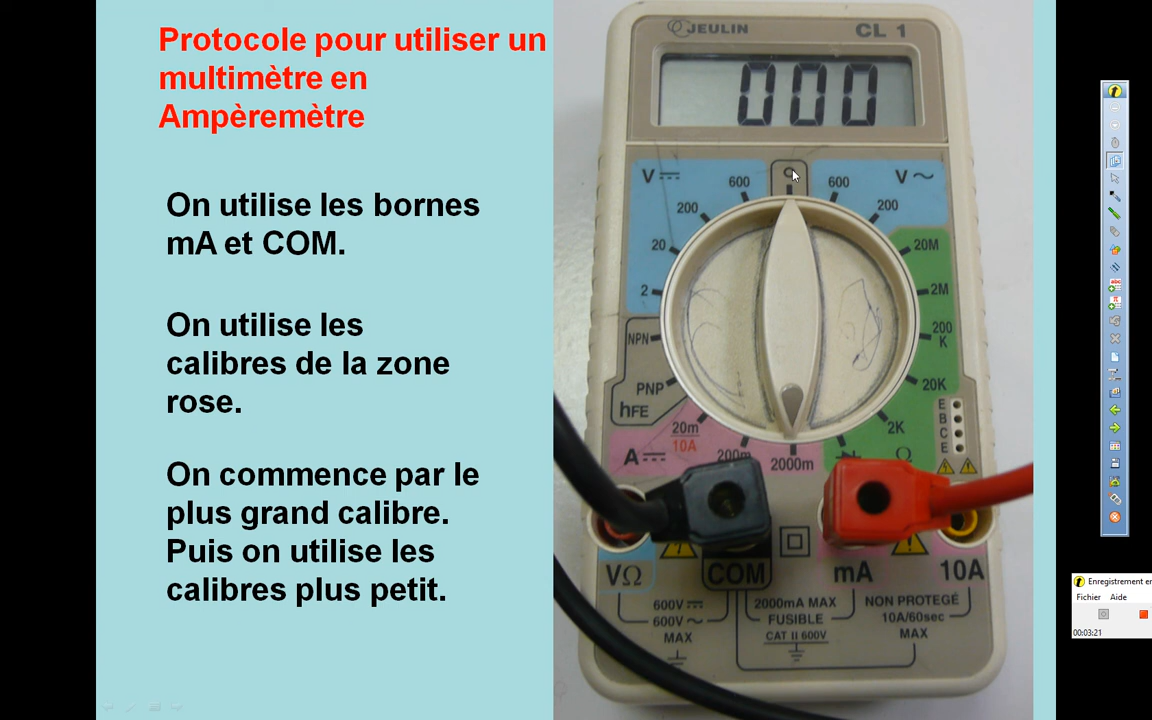 Protocole pour utiliser un
multimètre en
Ampèremètre
On utilise les bornes
mA et COM.
On utilise les
calibres de la zone
rose.
On commence par le
plus grand calibre.
Puis on utilise les
calibres plus petit.
JEULIN CL 1
000
V 600 600 V
200 200
20 20M
2 2M
NPN 200
K
PNP 20K
hFE 2K
E
B
C
E
20m
10A
A 200m 2000m Ω
VΩ COM mA 10A
600V
600V
MAX
2000mA MAX
FUSIBLE
CAT II 600V
NON PROTEGÉ
10A/60sec
MAX
abc
π
Enregistrement en
Fichier Aide
00:03:21